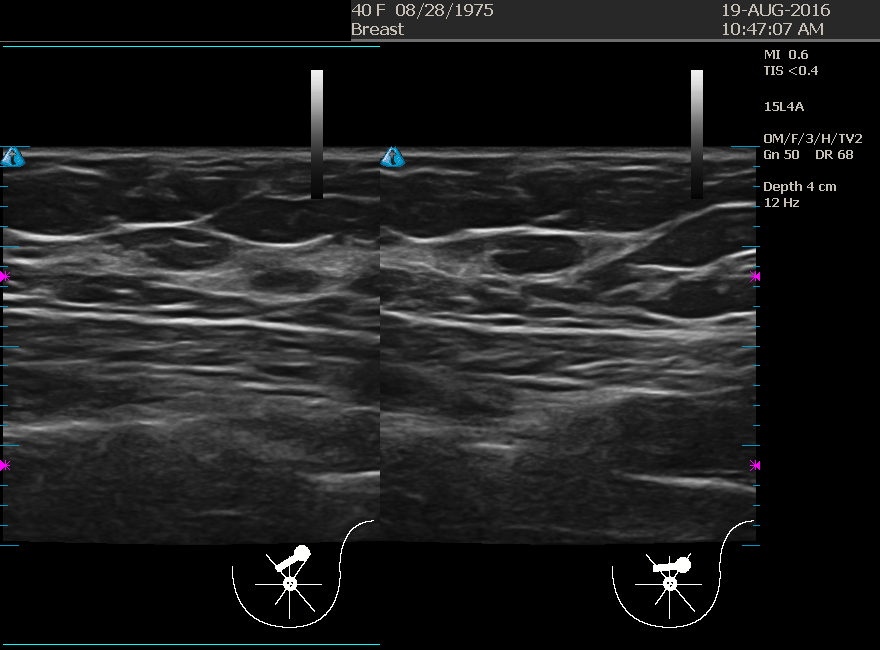 40 F 08/28/1975
Breast
19-AUG-2016
10:47:07 AM
MI 0.6
TIS <0.4
15L4A
OM/F/3/H/TV2
Gn 50 DR 68
Depth 4 cm
12 Hz